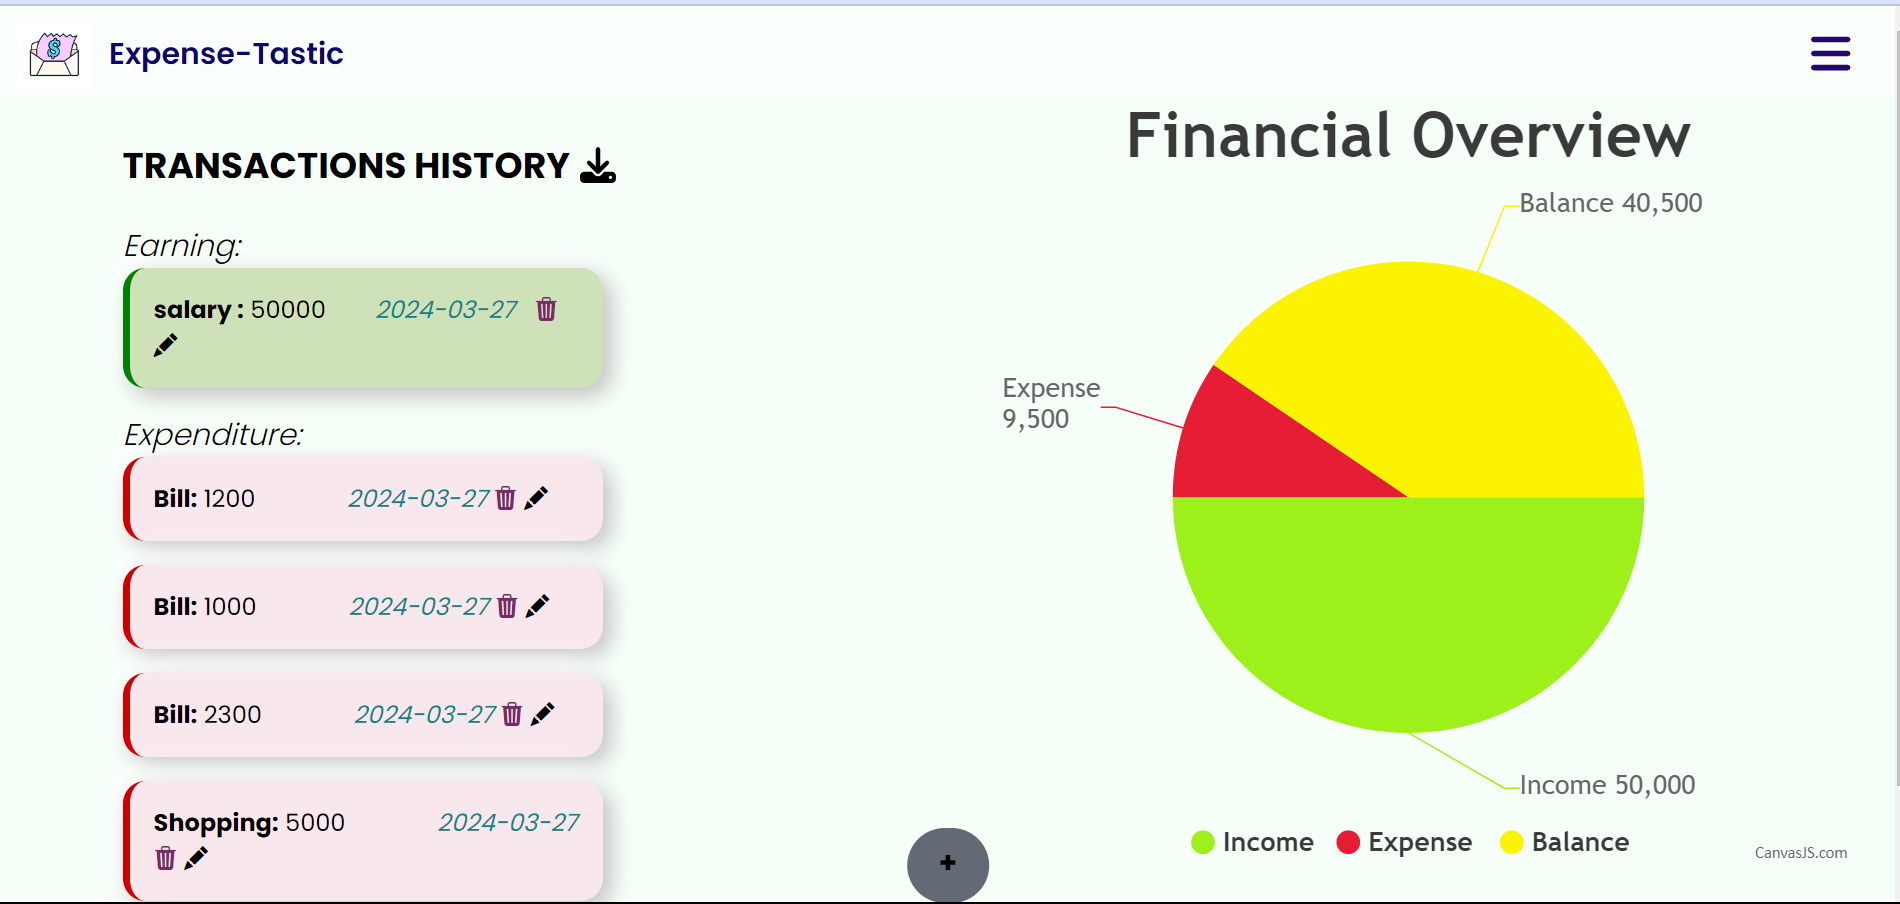 Expense-Tastic
TRANSACTIONS HISTORY
Earning:
salary : 50000 2024-03-27
Expenditure:
Bill: 1200 2024-03-27
Bill: 1000 2024-03-27
Bill: 2300 2024-03-27
Shopping: 5000 2024-03-27
+
Financial Overview
Balance 40,500
Expense
9,500
Income 50,000
Income Expense Balance
CanvasJS.com